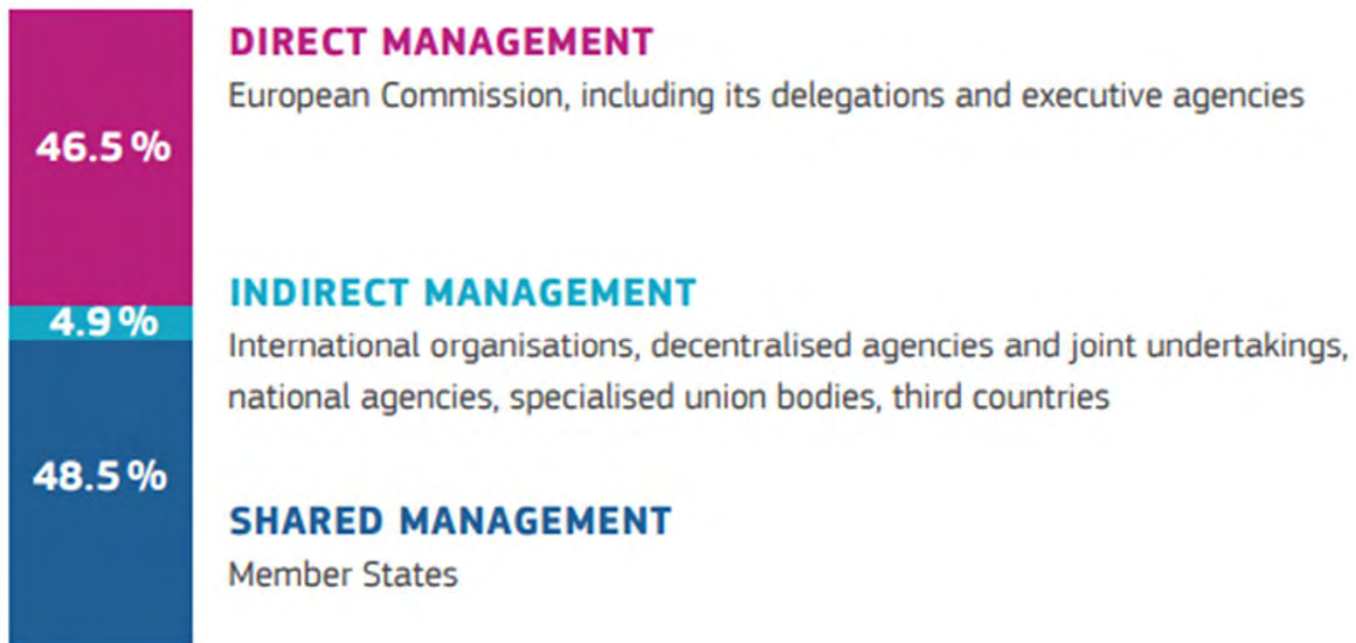 DIRECT MANAGEMENT
European Commission, including its delegations and executive agencies
46.5 %
INDIRECT MANAGEMENT
4.9 %
International organisations, decentralised agencies and joint undertakings,
national agencies, specialised union bodies, third countries
48.5 %
SHARED MANAGEMENT
Member States